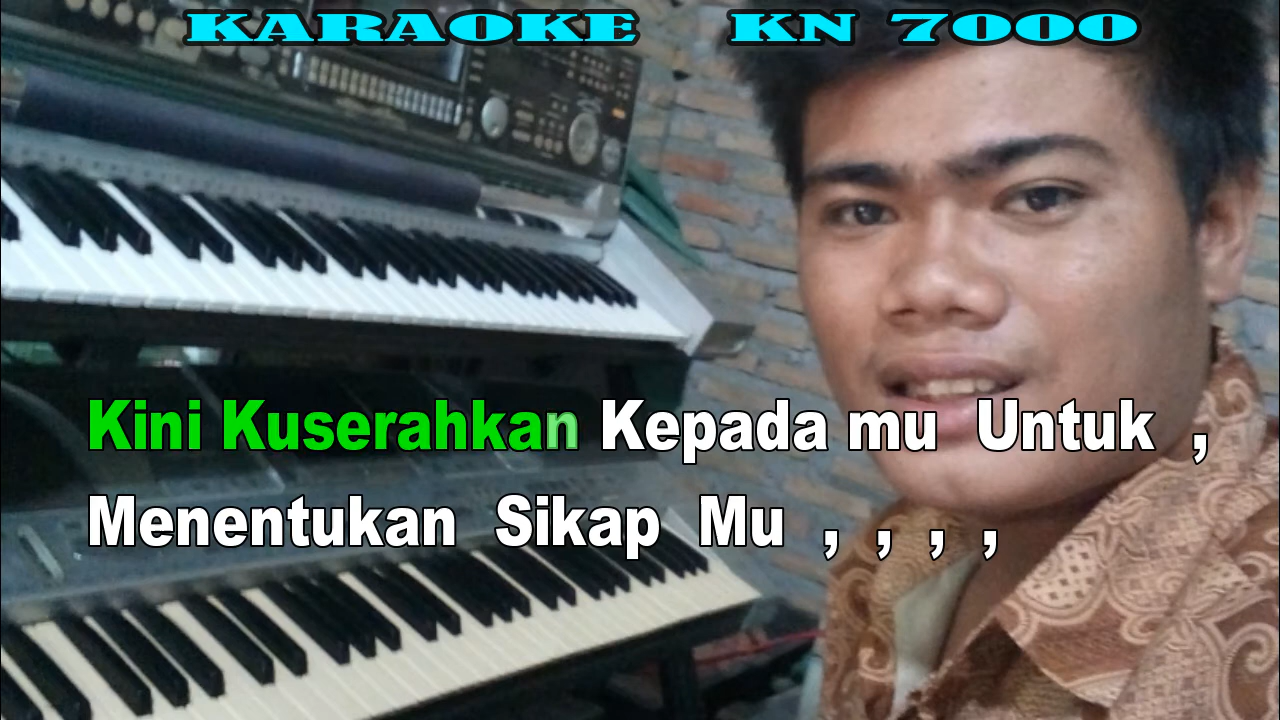 KARAOKE KN 7000
Kini Kuserahkan Kepada mu Untuk ,
Menentukan Sikap Mu , , , ,